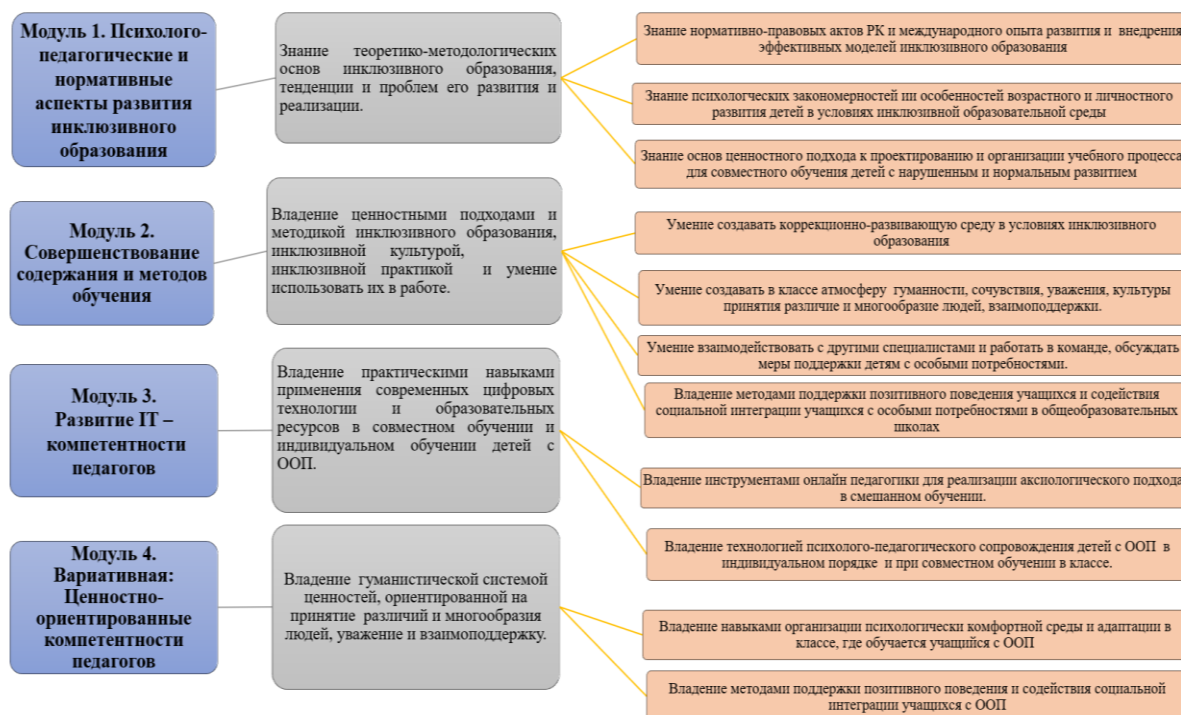 Модуль 1. Психолого-
педагогические и
нормативные
аспекты развития
инклюзивного
образования
Знание теоретико-методологических
основ инклюзивного образования,
тенденции и проблем его развития и
реализации.
Знание нормативно-правовых актов РК и международного опыта развития и внедрения
эффективных моделей инклюзивного образования
Знание психологческих закономерностей ии особенностей возрастного и личностного
развития детей в условиях инклюзивной образовательной среды
Знание основ ценностного подхода к проектированию и организации учебного процесса
для совместного обучения детей с нарушенным и нормальным развитием
Модуль 2.
Совершенствование
содержания и методов
обучения
Владение ценностными подходами и
методикой инклюзивного образования,
инклюзивной культурой,
инклюзивной практикой и умение
использовать их в работе.
Умение создавать коррекционно-развивающую среду в условиях инклюзивного
образования
Умение создавать в классе атмосферу гуманности, сочувствия, уважения, культуры
принятия различие и многообразие людей, взаимоподдержки.
Умение взаимодействовать с другими специалистами и работать в команде, обсуждать
меры поддержки детям с особыми потребностями.
Владение методами поддержки позитивного поведения учащихся и содействия
социальной интеграции учащихся с особыми потребностями в общеобразовательных
школах
Модуль 3.
Развитие IT –
компетентности
педагогов
Владение практическими навыками
применения современных цифровых
технологии и образовательных
ресурсов в совместном обучении и
индивидуальном обучении детей с
ООП.
Владение инструментами онлайн педагогики для реализации аксиологического подхода
в смешанном обучении.
Владение технологией психолого-педагогического сопровождения детей с ООП в
индивидуальном порядке и при совместном обучении в классе.
Модуль 4.
Вариативная:
Ценностно-
ориентированные
компетентности
педагогов
Владение гуманистической системой
ценностей, ориентированной на
принятие различий и многообразия
людей, уважение и взаимоподдержку.
Владение навыками организации психологически комфортной среды и адаптации в
классе, где обучается учащийся с ООП
Владение методами поддержки позитивного поведения и содействия социальной
интеграции учащихся с ООП